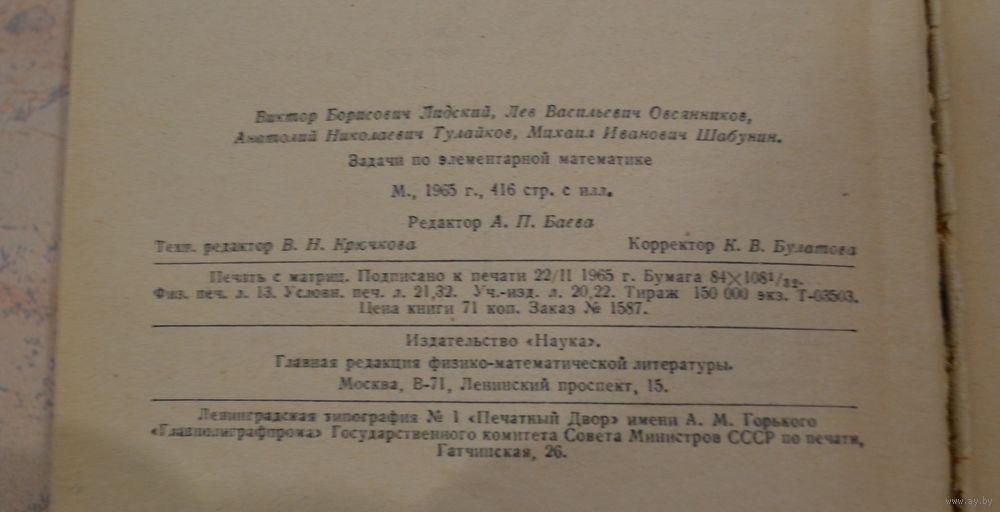 Виктор Борисович Лидский, Лев Васильевич Овсянников,
Анатолий Николаевич Тулайков, Михаил Иванович Шабунин.
Задачи по элементарной математике
М., 1965 г., 416 стр. с илл.
Редактор А. П. Баева
Техн. редактор В. Н. Крючкова Корректор К. В. Булатова
Печать с матриц. Подписано к печати 22/II 1965 г. Бумага 84×108¹/₃₂.
Физ. печ. л. 13. Условн. печ. л. 21,32. Уч.-изд. л. 20,22. Тираж 150 000 экз. Т-03503.
Цена книги 71 коп. Заказ № 1587.
Издательство «Наука».
Главная редакция физико-математической литературы.
Москва, В-71, Ленинский проспект, 15.
Ленинградская типография № 1 «Печатный Двор» имени А. М. Горького
«Главполиграфпрома» Государственного комитета Совета Министров СССР по печати,
Гатчинская, 26.
www.ay.by